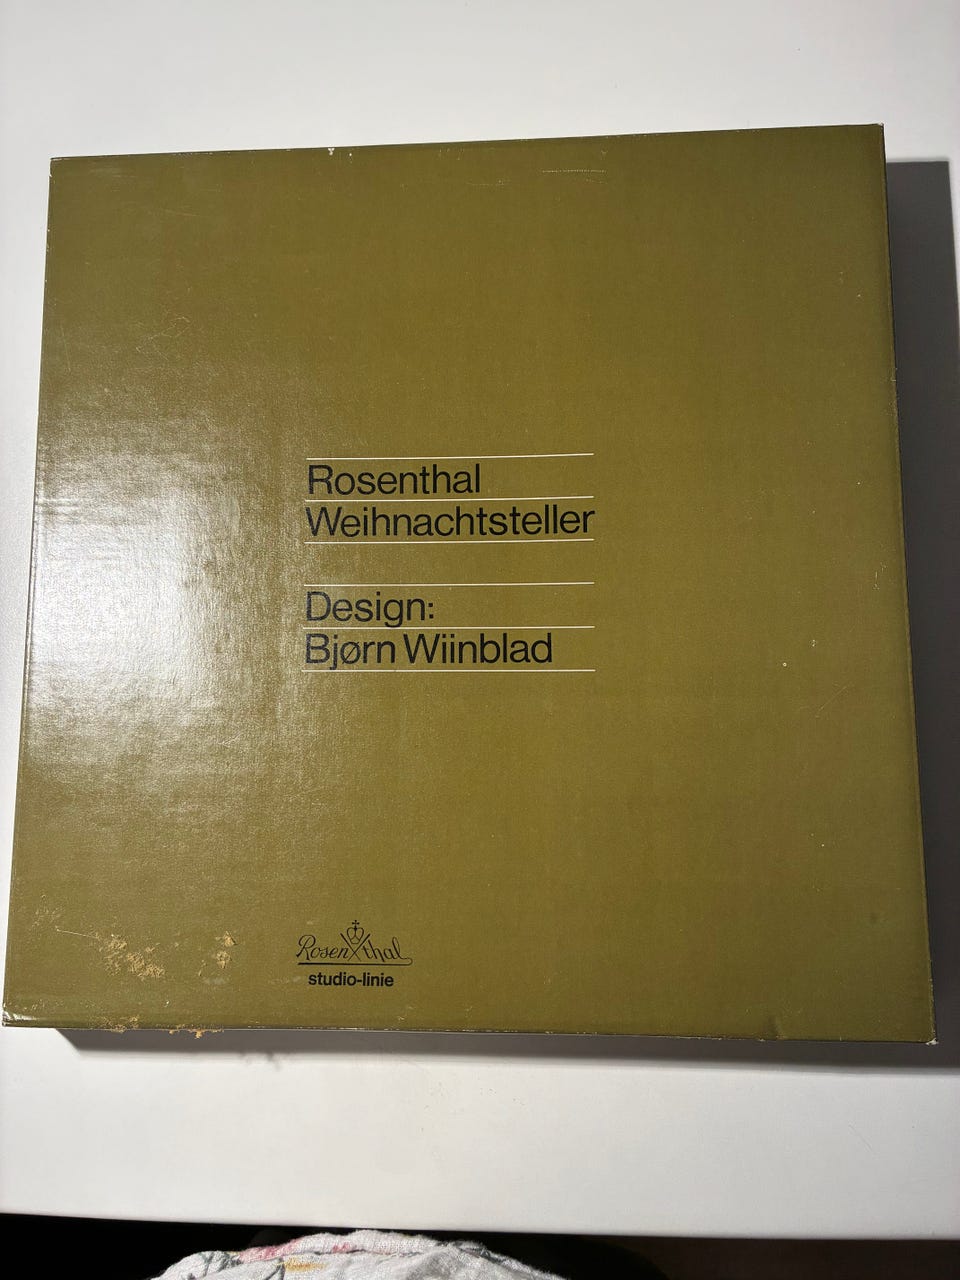 Rosenthal
Weihnachtsteller
Design:
Bjørn Wiinblad
Rosenthal
studio-linie